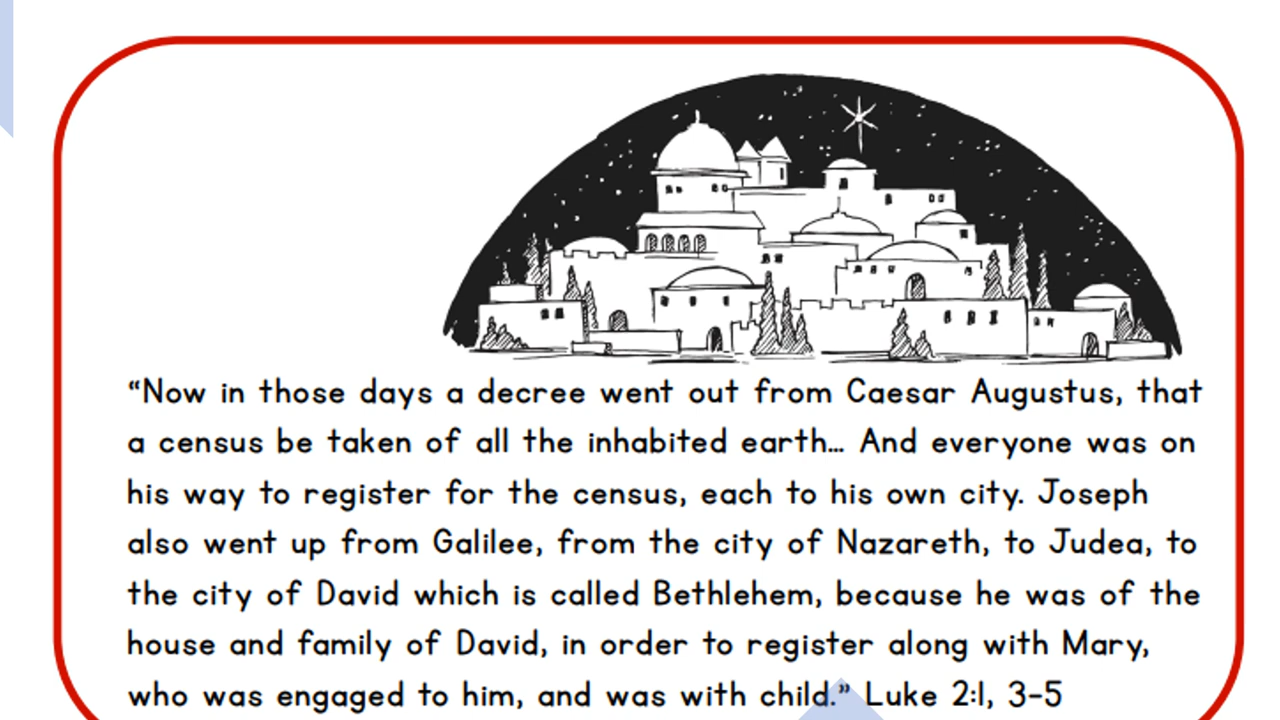 “Now in those days a decree went out from Caesar Augustus, that
a census be taken of all the inhabited earth… And everyone was on
his way to register for the census, each to his own city. Joseph
also went up from Galilee, from the city of Nazareth, to Judea, to
the city of David which is called Bethlehem, because he was of the
house and family of David, in order to register along with Mary,
who was engaged to him, and was with child.” Luke 2:1, 3-5